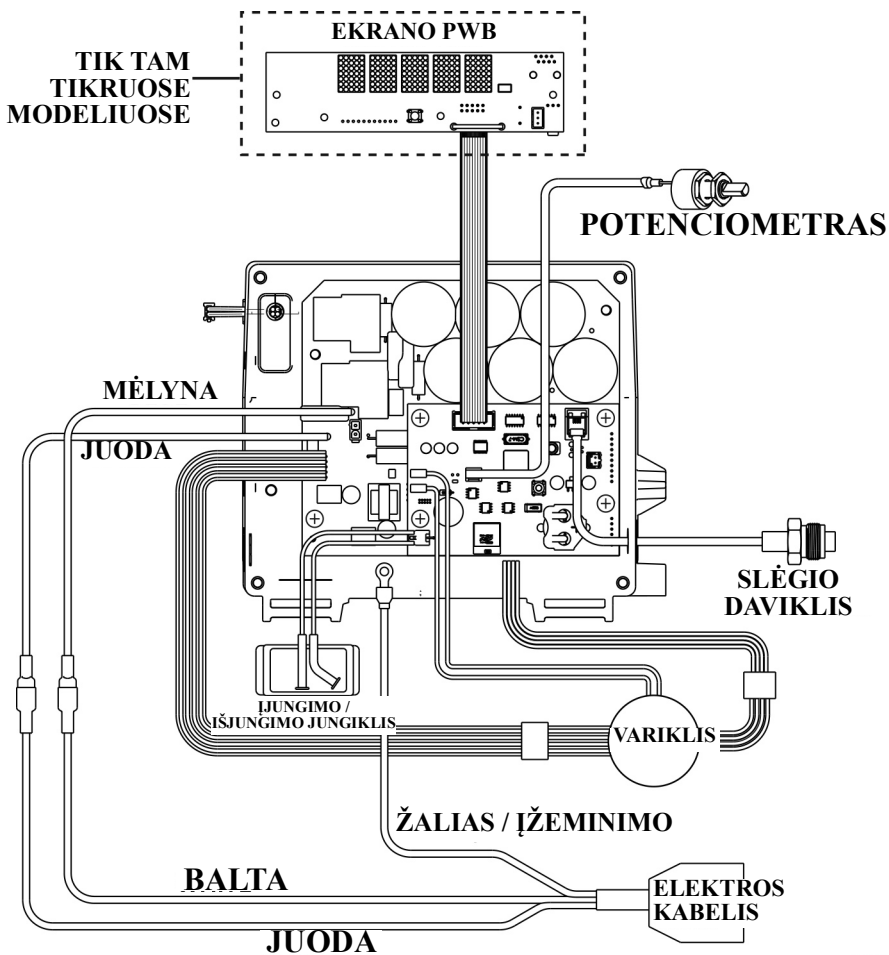 EKRANO PWB
TIK TAM
TIKRUOSE
MODELIUOSE
POTENCIOMETRAS
MĖLYNA
JUODA
SLĖGIO
DAVIKLIS
ĮJUNGIMO /
IŠJUNGIMO JUNGIKLIS
VARIKLIS
ŽALIAS / ĮŽEMINIMO
BALTA
ELEKTROS
KABELIS
JUODA